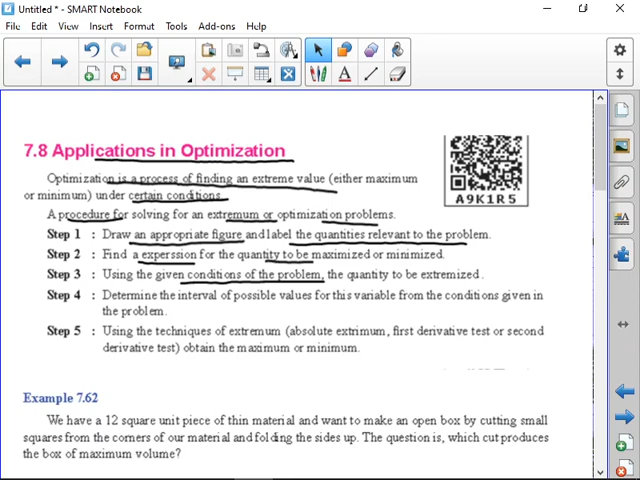 Untitled * - SMART Notebook
File Edit View Insert Format Tools Add-ons Help
7.8 Applications in Optimization
Optimization is a process of finding an extreme value (either maximum
or minimum) under certain conditions.
A procedure for solving for an extremum or optimization problems.
A9K1R5
Step 1 : Draw an appropriate figure and label the quantities relevant to the problem.
Step 2 : Find a experssion for the quantity to be maximized or minimized.
Step 3 : Using the given conditions of the problem, the quantity to be extremized .
Step 4 : Determine the interval of possible values for this variable from the conditions given in
the problem.
Step 5 : Using the techniques of extremum (absolute extrimum, first derivative test or second
derivative test) obtain the maximum or minimum.
Example 7.62
We have a 12 square unit piece of thin material and want to make an open box by cutting small
squares from the corners of our material and folding the sides up. The question is, which cut produces
the box of maximum volume?